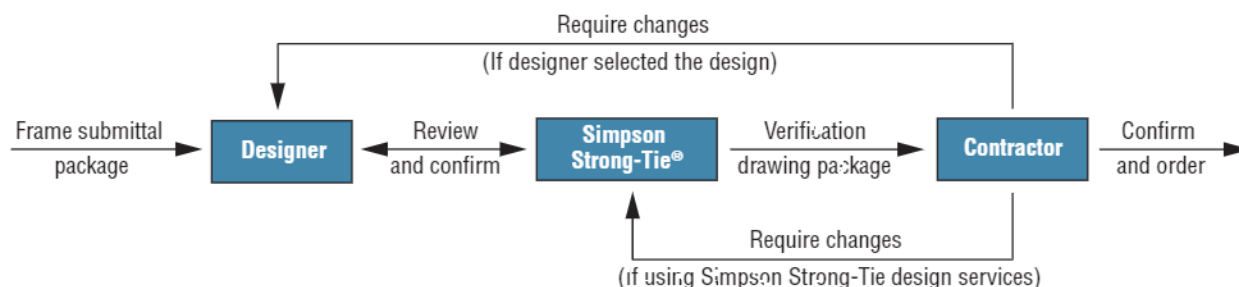 Require changes
(If designer selected the design)
Frame submittal
package
Designer
Review
and confirm
Simpson
Strong-Tie®
Verification
drawing package
Contractor
Confirm
and order
Require changes
(if using Simpson Strong-Tie design services)